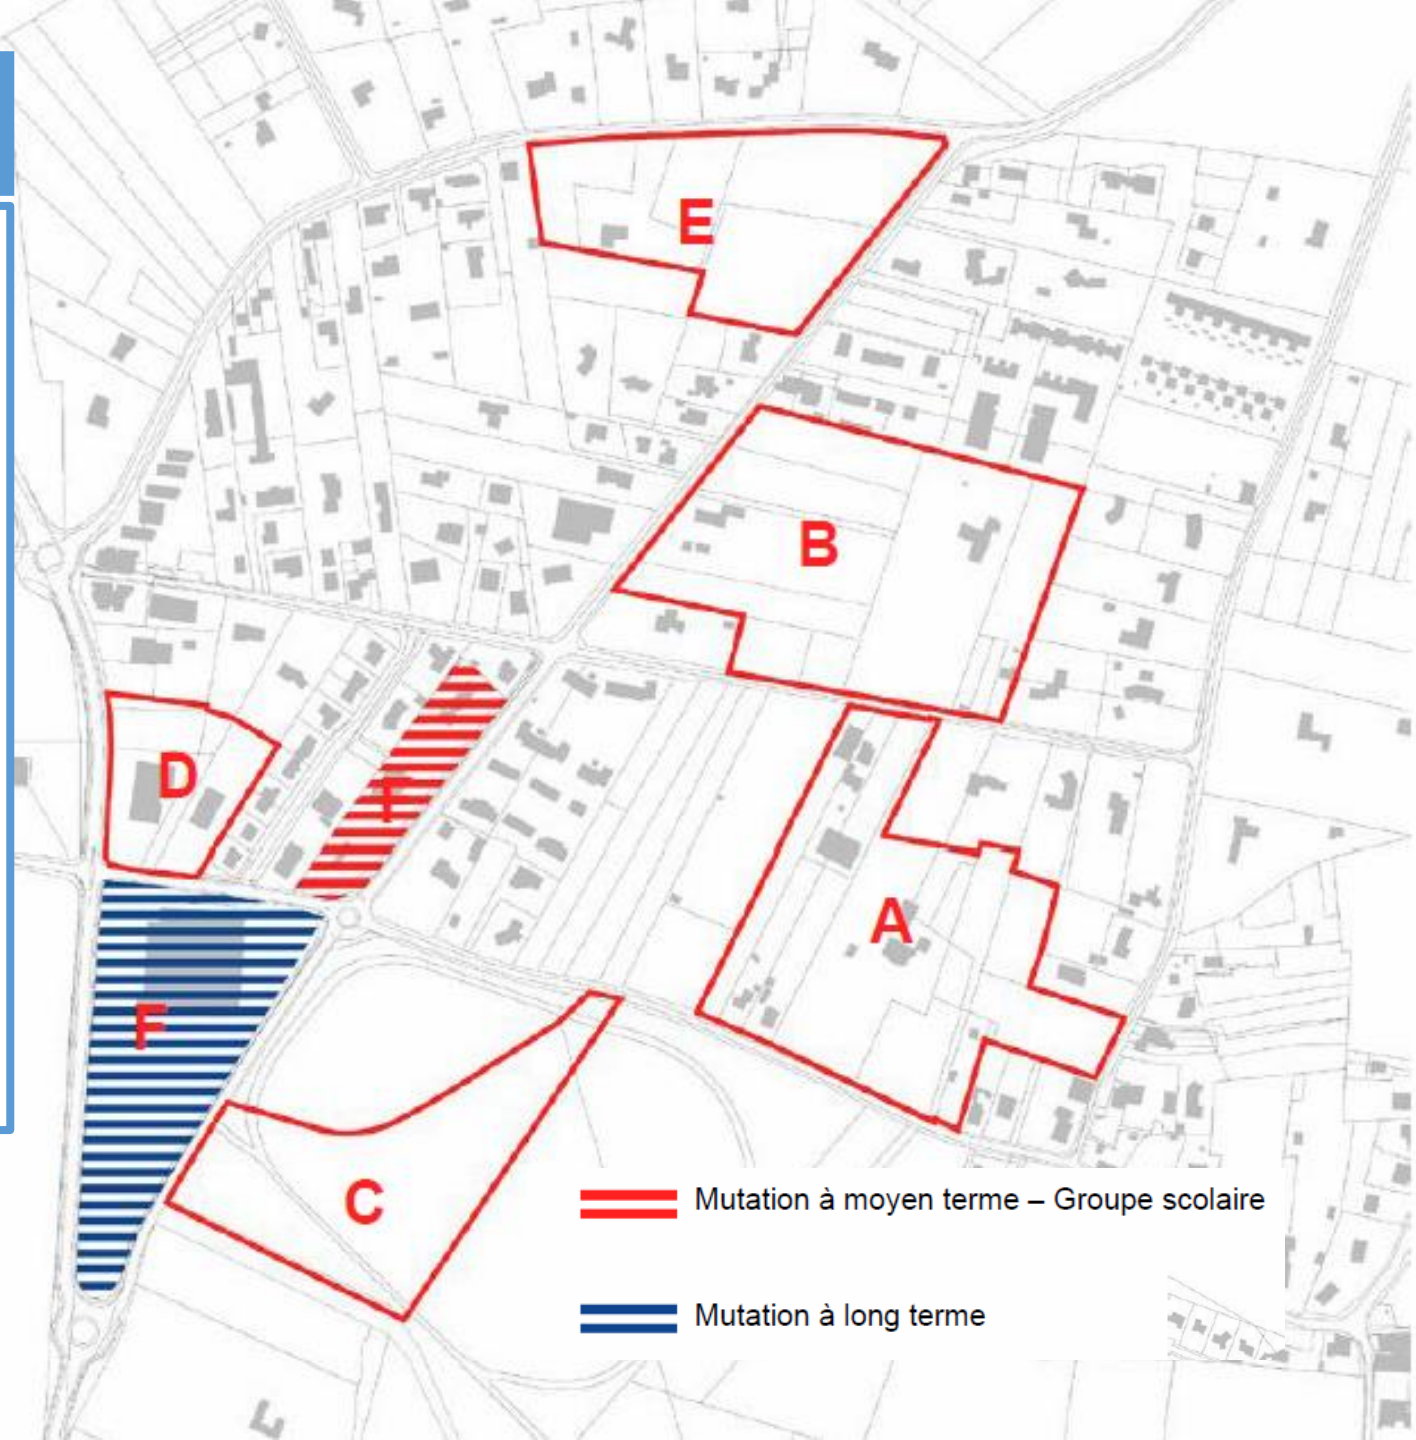 E
B
D
A
F
C
Mutation à moyen terme – Groupe scolaire
Mutation à long terme